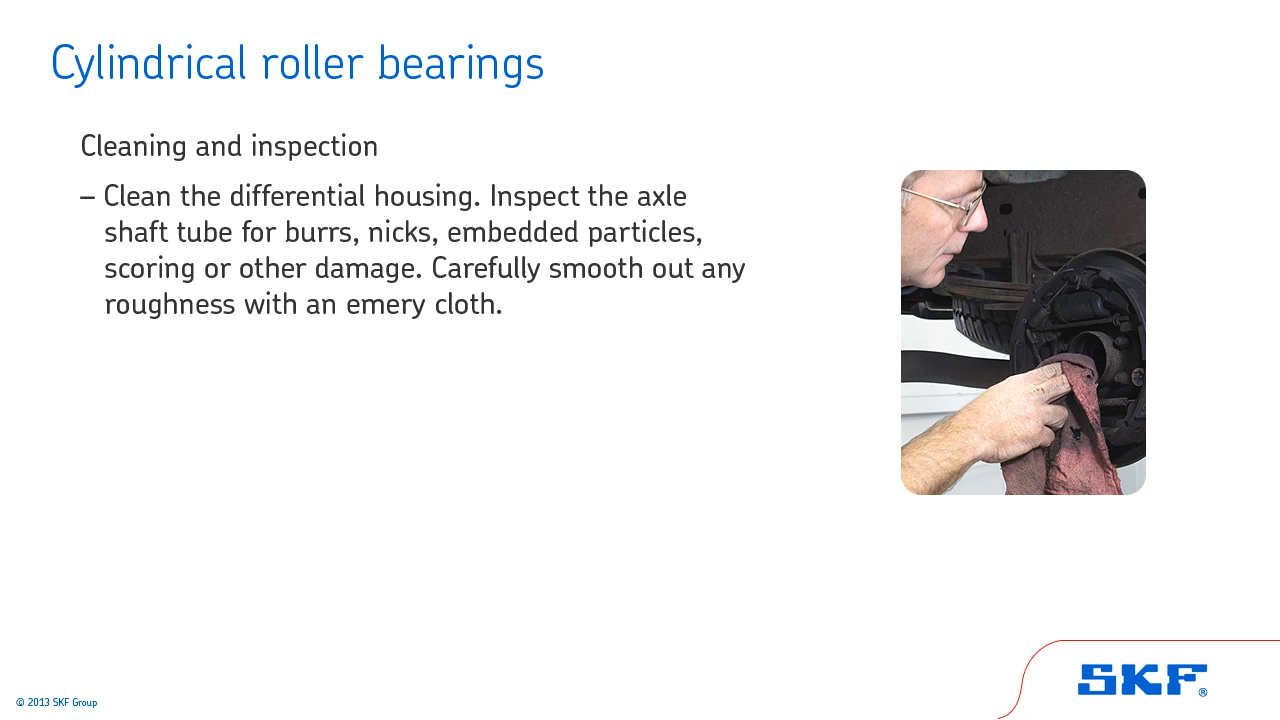 Cylindrical roller bearings
Cleaning and inspection
– Clean the differential housing. Inspect the axle
shaft tube for burrs, nicks, embedded particles,
scoring or other damage. Carefully smooth out any
roughness with an emery cloth.
SKF®
© 2013 SKF Group